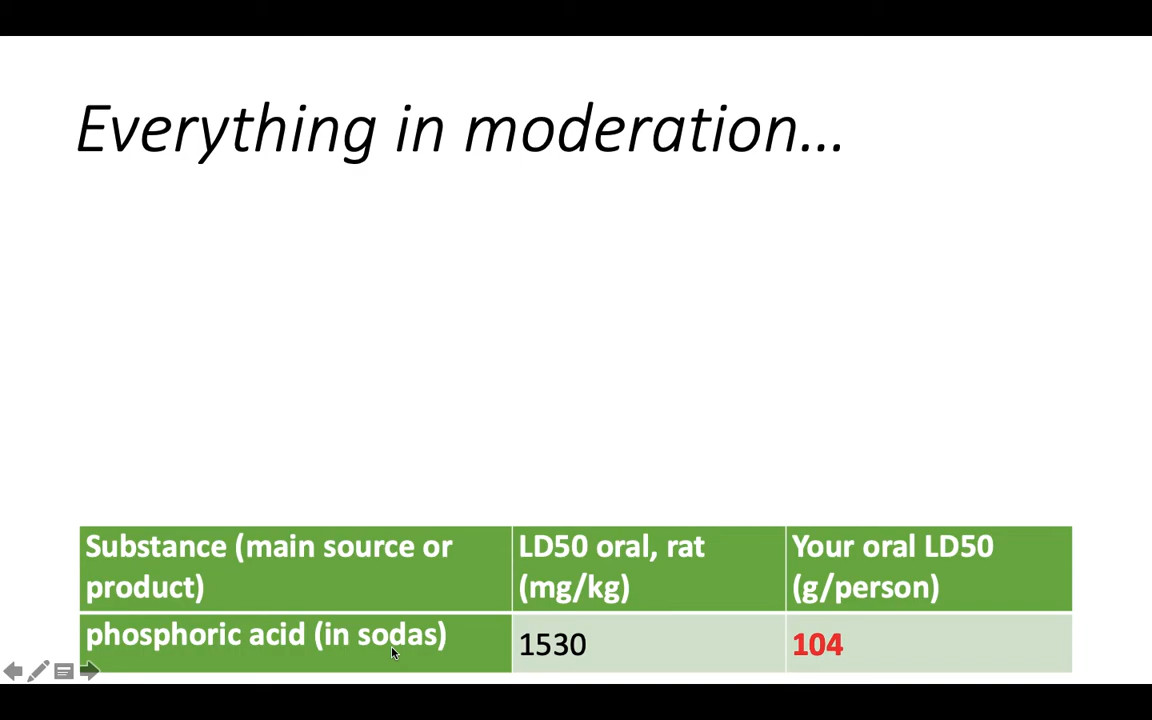 Everything in moderation...
Substance (main source or product)
LD50 oral, rat (mg/kg)
Your oral LD50 (g/person)
phosphoric acid (in sodas)
1530
104